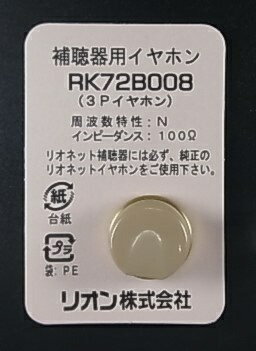 補聴器用イヤホン
RK72B008
(3Pイヤホン)
周波数特性：N
インピーダンス：100Ω
リオネット補聴器には必ず、純正の
リオネットイヤホンをご使用下さい。
紙
台紙
プラ
袋：PE
リオン株式会社